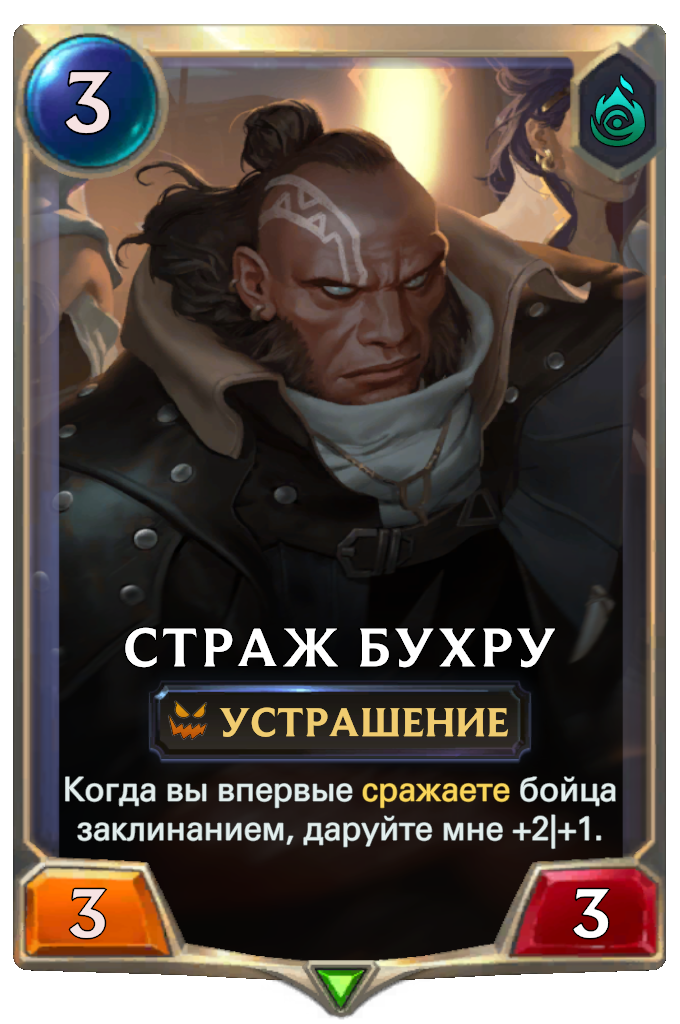 3
СТРАЖ БУХРУ
УСТРАШЕНИЕ
Когда вы впервые сражаете бойца
заклинанием, даруйте мне +2|+1.
3
3